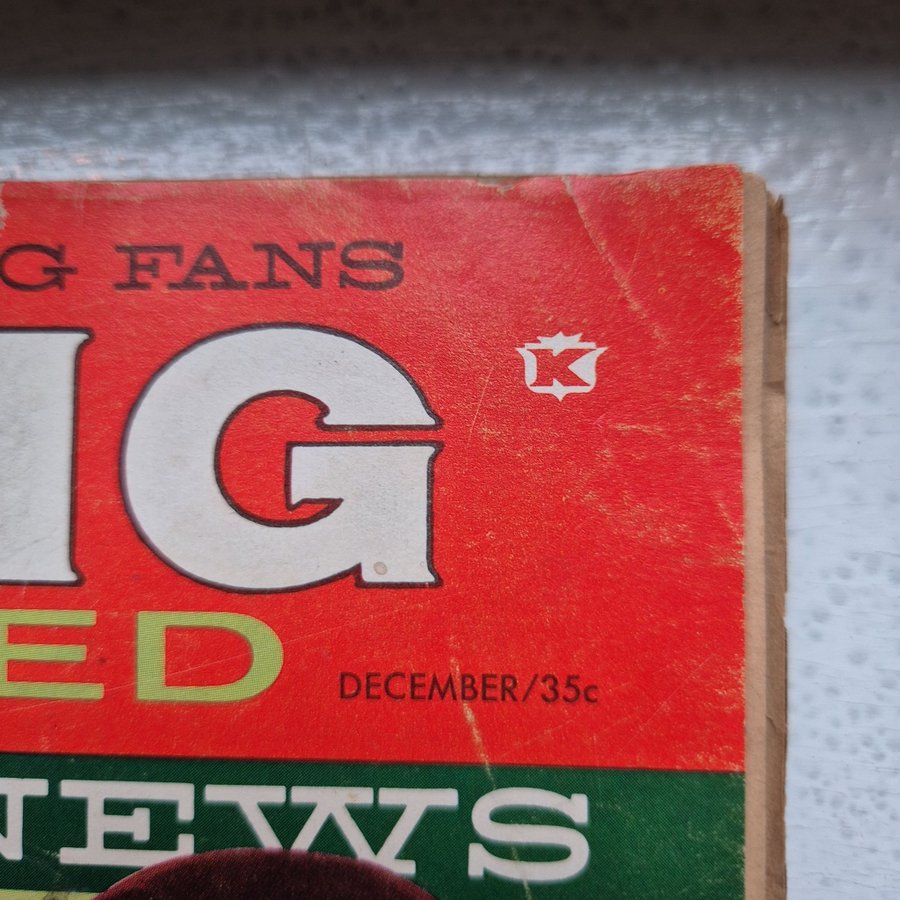 G FANS
K
IG
ED
DECEMBER/35c
NEWS